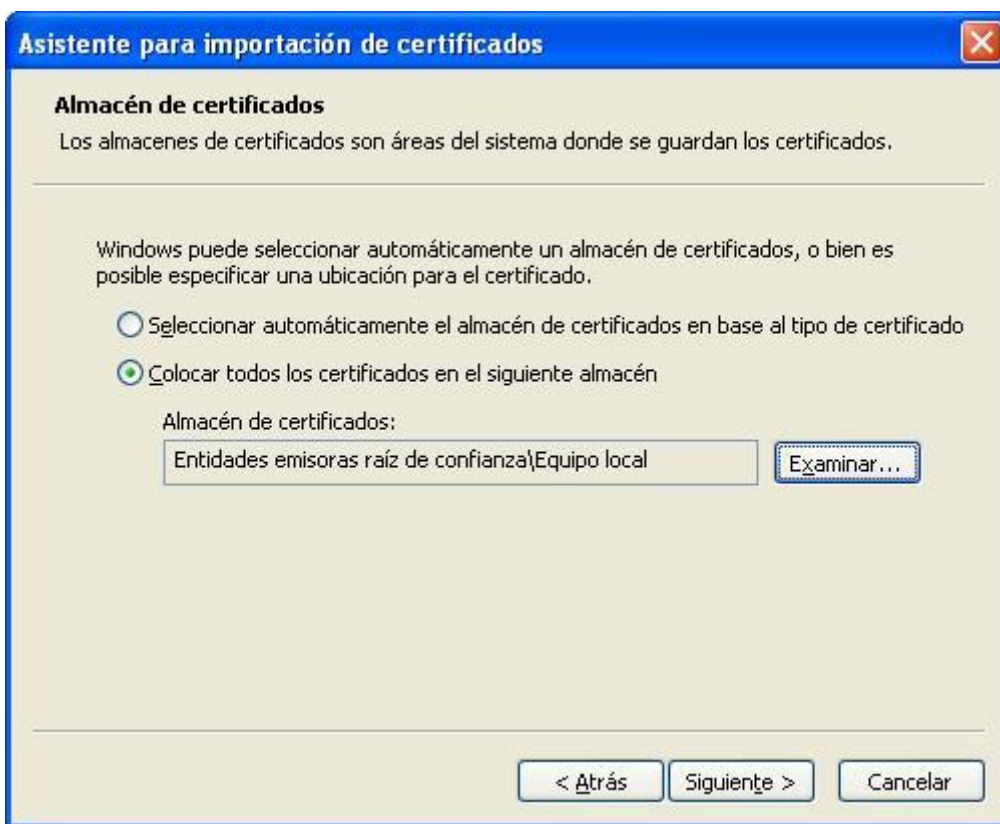 Asistente para importación de certificados
Almacén de certificados
Los almacenes de certificados son áreas del sistema donde se guardan los certificados.
Windows puede seleccionar automáticamente un almacén de certificados, o bien es
posible especificar una ubicación para el certificado.
Seleccionar automáticamente el almacén de certificados en base al tipo de certificado
Colocar todos los certificados en el siguiente almacén
Almacén de certificados:
Entidades emisoras raíz de confianza\Equipo local
Examinar...
< Atrás
Siguiente >
Cancelar